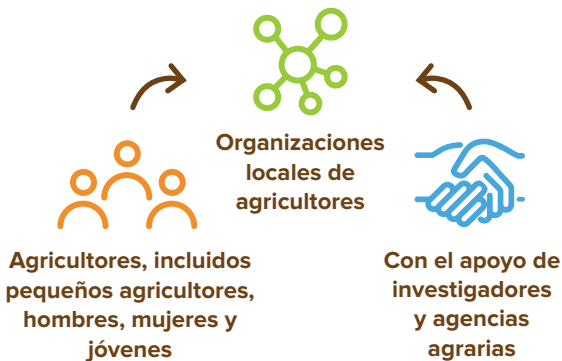 Organizaciones
locales de
agricultores
Agricultores, incluidos
pequeños agricultores,
hombres, mujeres y
jóvenes
Con el apoyo de
investigadores
y agencias
agrarias